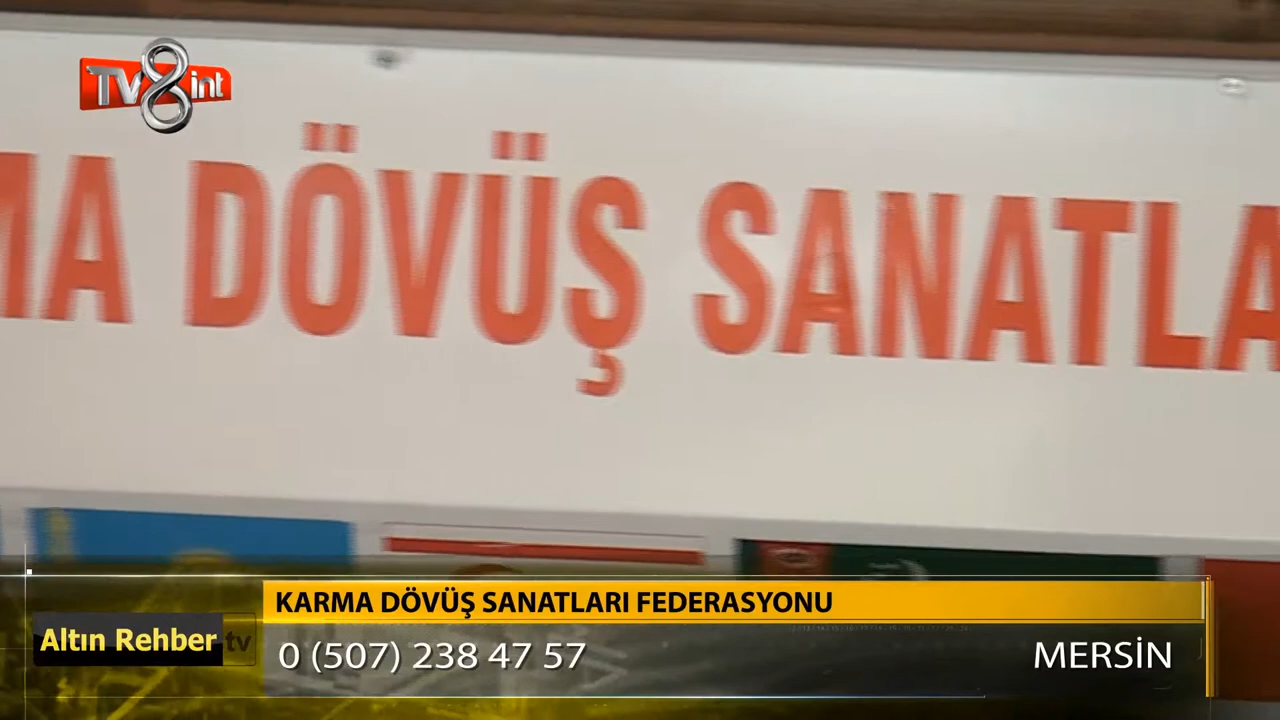 TV8int
MA DÖVÜŞ SANATLA
KARMA DÖVÜŞ SANATLARI FEDERASYONU
Altın Rehber tv
0 (507) 238 47 57
MERSİN